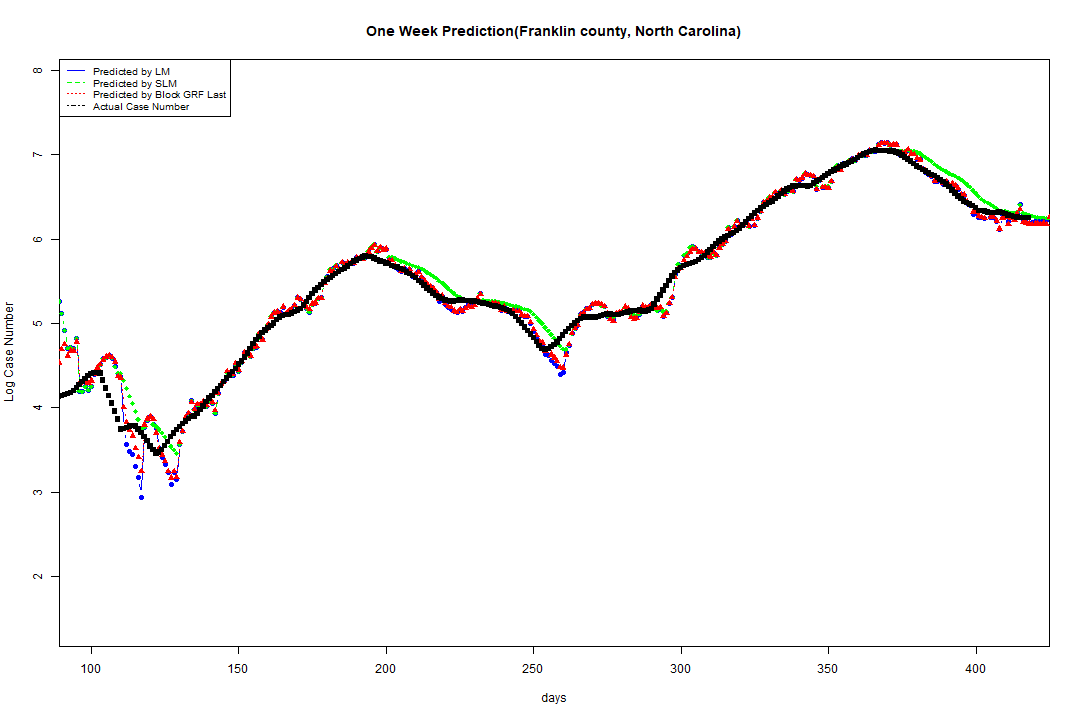 One Week Prediction(Franklin county, North Carolina)
Predicted by LM
Predicted by SLM
Predicted by Block GRF Last
Actual Case Number
8
7
6
5
4
3
2
Log Case Number
100 150 200 250 300 350 400
days